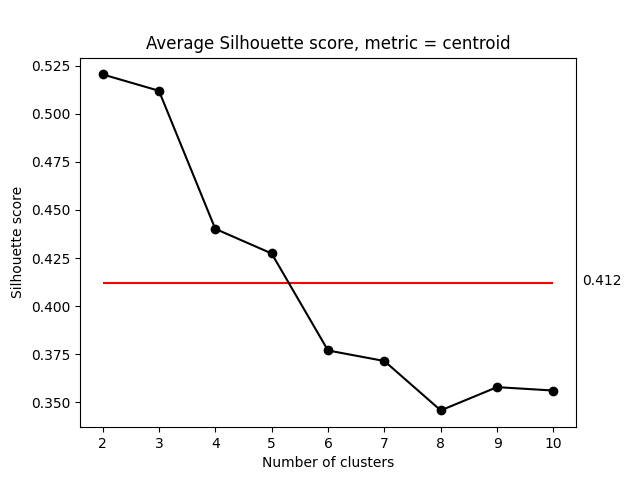 Average Silhouette score, metric = centroid
0.525
0.500
0.475
0.450
0.425
0.400
0.375
0.350
Silhouette score
0.412
2 3 4 5 6 7 8 9 10
Number of clusters